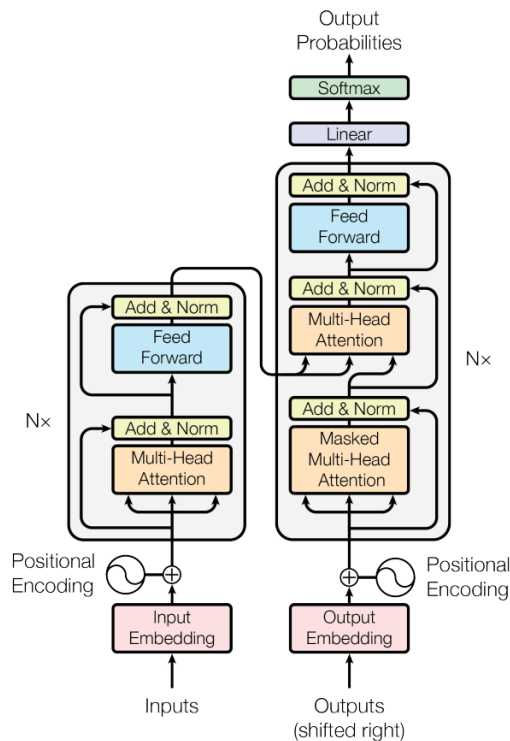 Output
Probabilities
Softmax
Linear
Add & Norm
Feed
Forward
Add & Norm
Multi-Head
Attention
Add & Norm
Masked
Multi-Head
Attention
N×
Add & Norm
Feed
Forward
Add & Norm
Multi-Head
Attention
N×
Positional
Encoding
Positional
Encoding
Input
Embedding
Output
Embedding
Inputs
Outputs
(shifted right)